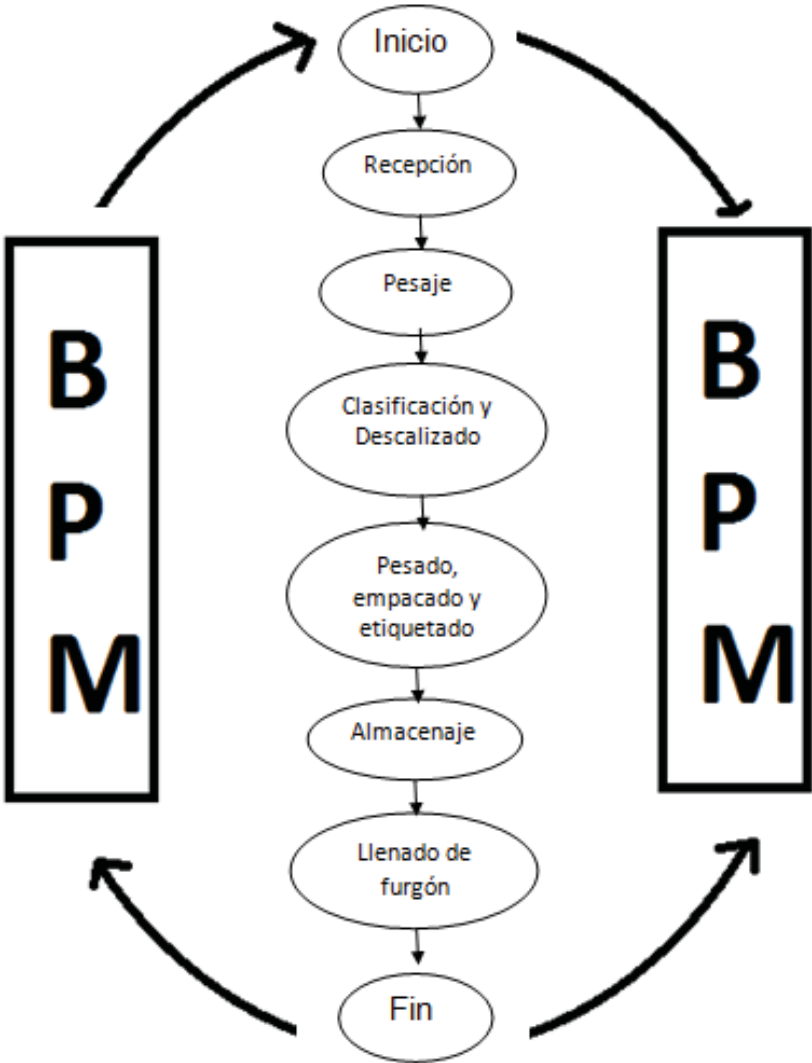 Inicio
Recepción
Pesaje
Clasificación y
Descalizado
Pesado,
empacado y
etiquetado
Almacenaje
Llenado de
furgón
Fin
B
P
M
B
P
M